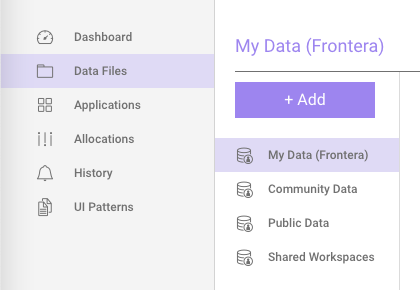 Dashboard
Data Files
Applications
Allocations
History
UI Patterns
My Data (Frontera)
+ Add
My Data (Frontera)
Community Data
Public Data
Shared Workspaces